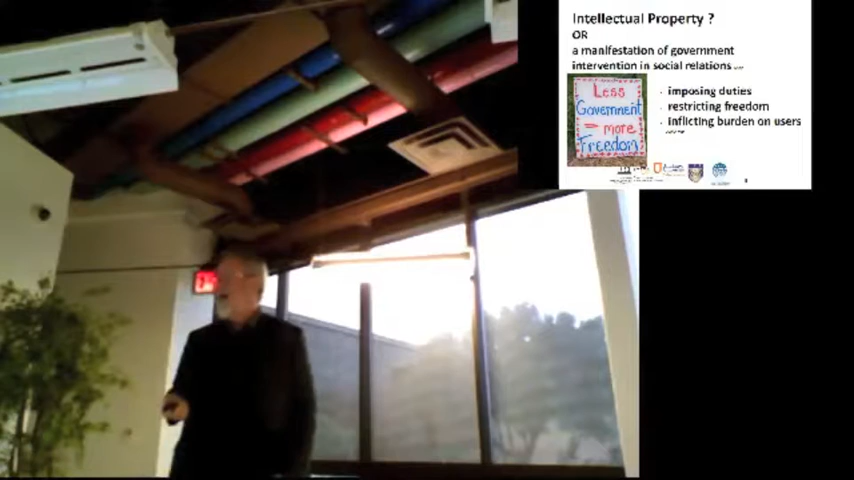 Intellectual Property ?
OR
a manifestation of government
intervention in social relations ...
Less
Government
= more
Freedom
· imposing duties
· restricting freedom
· inflicting burden on users